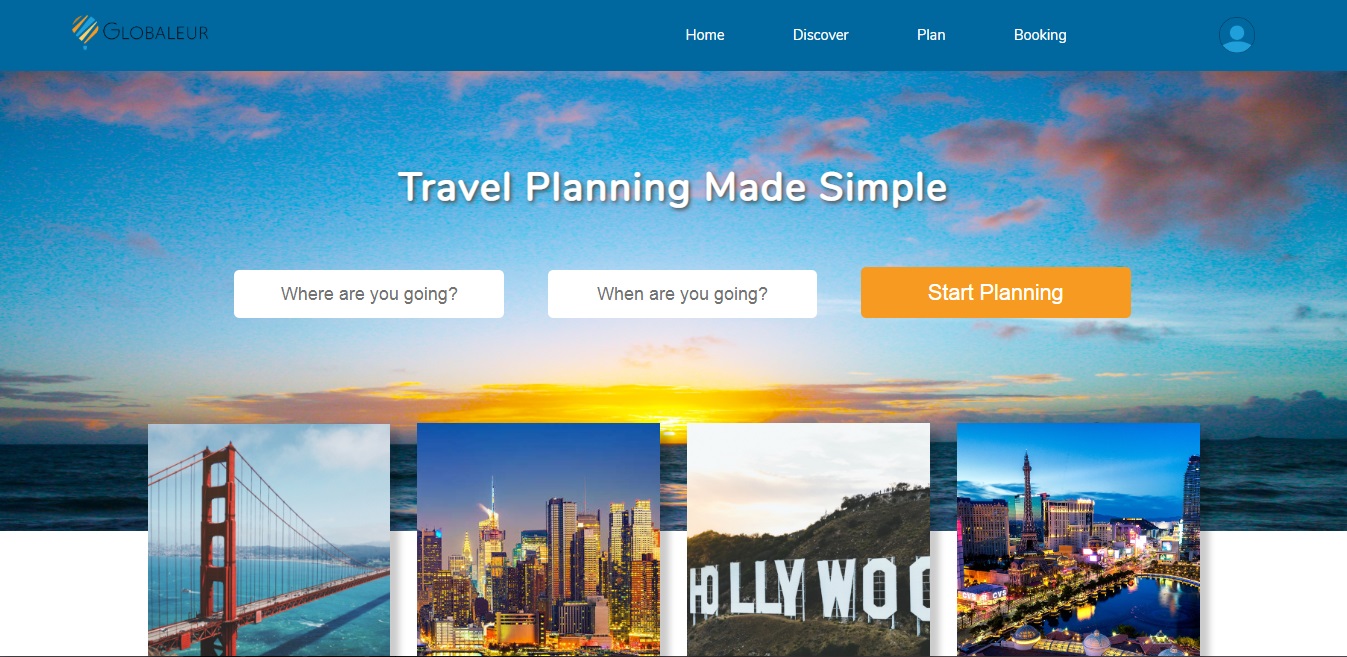 GLOBALEUR
Home
Discover
Plan
Booking
Travel Planning Made Simple
Where are you going?
When are you going?
Start Planning
HOLLYWOO
CVS